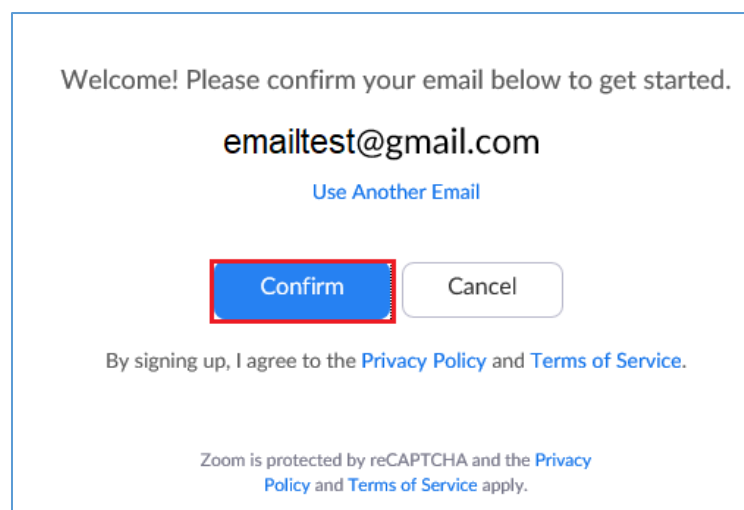 Welcome! Please confirm your email below to get started.
emailtest@gmail.com
Use Another Email
Confirm Cancel
By signing up, I agree to the Privacy Policy and Terms of Service.
Zoom is protected by reCAPTCHA and the Privacy
Policy and Terms of Service apply.